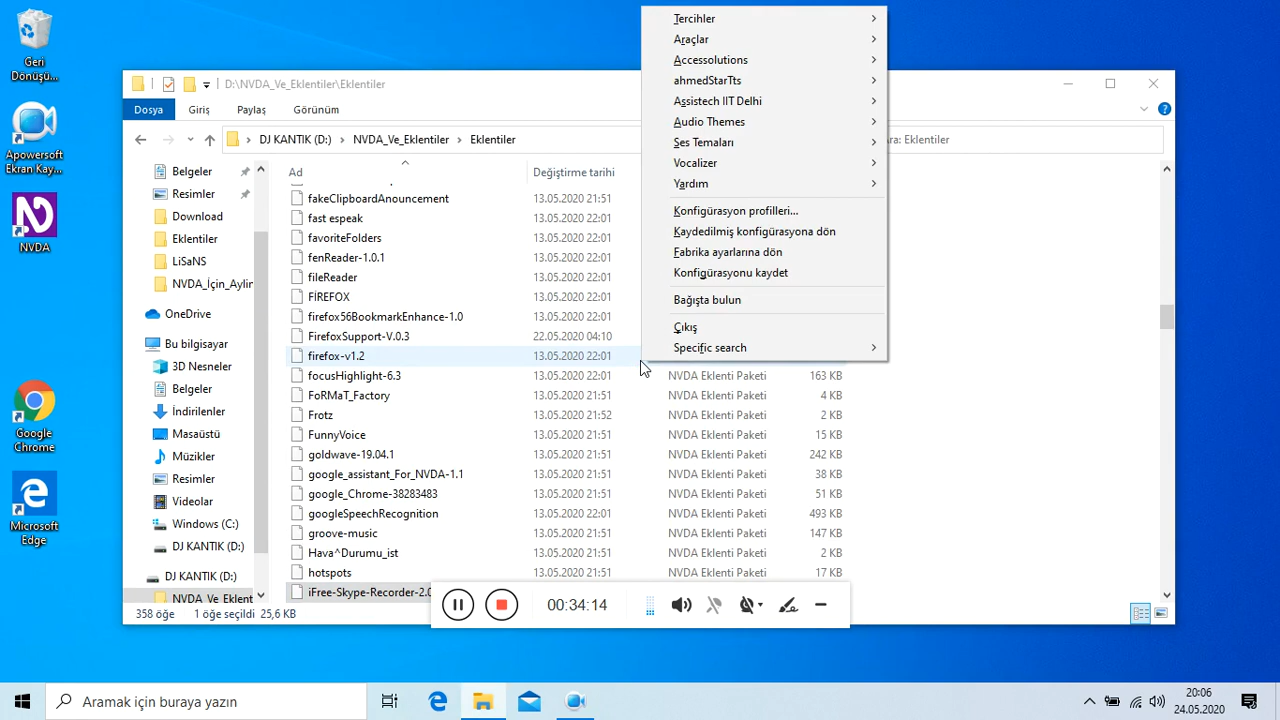 Geri
Dönüşü...
Apowersoft
Ekran Kay...
NVDA
Google
Chrome
Microsoft
Edge
D:\NVDA_Ve_Eklentiler\Eklentiler
Dosya
Giriş
Paylaş
Görünüm
DJ KANTIK (D:)
NVDA_Ve_Eklentiler
Eklentiler
Ara: Eklentiler
Belgeler
Resimler
Download
Eklentiler
LiSaNS
NVDA_İçin_Aylin
OneDrive
Bu bilgisayar
3D Nesneler
Belgeler
İndirilenler
Masaüstü
Müzikler
Resimler
Videolar
Windows (C:)
DJ KANTIK (D:)
DJ KANTIK (D:)
NVDA_Ve_Eklent
Ad Değiştirme tarihi
fakeClipboardAnouncement 13.05.2020 21:51
fast espeak 13.05.2020 22:01
favoriteFolders 13.05.2020 22:01
fenReader-1.0.1 13.05.2020 22:01
fileReader 13.05.2020 22:01
FİREFOX 13.05.2020 22:01
firefox56BookmarkEnhance-1.0 13.05.2020 22:01
FirefoxSupport-V.0.3 22.05.2020 04:10
firefox-v1.2 13.05.2020 22:01
focusHighlight-6.3 13.05.2020 22:01 NVDA Eklenti Paketi 163 KB
FoRMaT_Factory 13.05.2020 21:51 NVDA Eklenti Paketi 4 KB
Frotz 13.05.2020 21:52 NVDA Eklenti Paketi 2 KB
FunnyVoice 13.05.2020 21:51 NVDA Eklenti Paketi 15 KB
goldwave-19.04.1 13.05.2020 21:51 NVDA Eklenti Paketi 242 KB
google_assistant_For_NVDA-1.1 13.05.2020 21:51 NVDA Eklenti Paketi 38 KB
google_Chrome-38283483 13.05.2020 21:51 NVDA Eklenti Paketi 51 KB
googleSpeechRecognition 13.05.2020 22:01 NVDA Eklenti Paketi 493 KB
groove-music 13.05.2020 21:51 NVDA Eklenti Paketi 147 KB
Hava^Durumu_ist 13.05.2020 21:51 NVDA Eklenti Paketi 2 KB
hotspots 13.05.2020 21:51 NVDA Eklenti Paketi 17 KB
iFree-Skype-Recorder-2.0
Tercihler
Araçlar
Accessolutions
ahmedStarTts
Assistech IIT Delhi
Audio Themes
Ses Temaları
Vocalizer
Yardım
Konfigürasyon profilleri...
Kaydedilmiş konfigürasyona dön
Fabrika ayarlarına dön
Konfigürasyonu kaydet
Bağışta bulun
Çıkış
Specific search
00:34:14
358 öğe 1 öğe seçildi 25,6 KB
Aramak için buraya yazın
20:06
24.05.2020